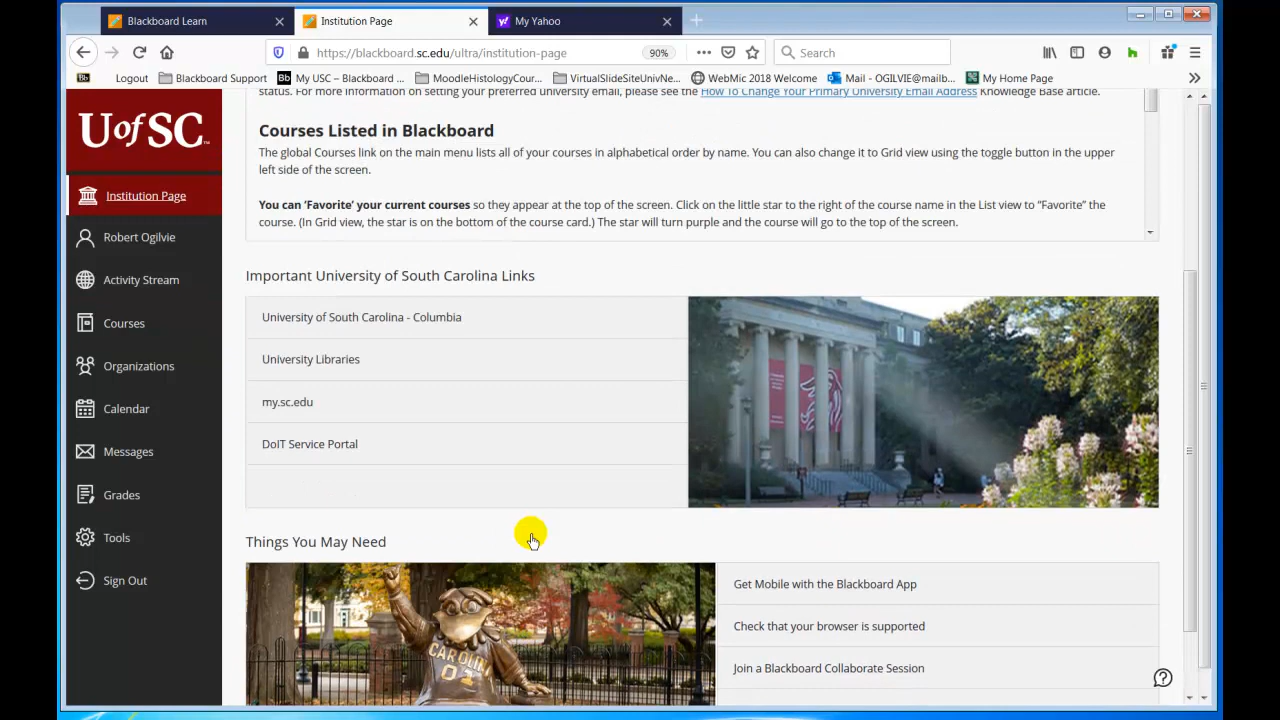 Blackboard Learn
Institution Page
My Yahoo
https://blackboard.sc.edu/ultra/institution-page
90%
Search
Bb
Logout
Blackboard Support
Bb My USC – Blackboard ...
MoodleHistologyCour...
VirtualSlideSiteUnivNe...
WebMic 2018 Welcome
Mail - OGILVIE@mailb...
My Home Page
UofSC
Institution Page
Robert Ogilvie
Activity Stream
Courses
Organizations
Calendar
Messages
Grades
Tools
Sign Out
status. For more information on setting your preferred university email, please see the How To Change Your Primary University Email Address Knowledge Base article.
Courses Listed in Blackboard
The global Courses link on the main menu lists all of your courses in alphabetical order by name. You can also change it to Grid view using the toggle button in the upper
left side of the screen.
You can ‘Favorite’ your current courses so they appear at the top of the screen. Click on the little star to the right of the course name in the List view to “Favorite” the
course. (In Grid view, the star is on the bottom of the course card.) The star will turn purple and the course will go to the top of the screen.
Important University of South Carolina Links
University of South Carolina - Columbia
University Libraries
my.sc.edu
DoIT Service Portal
Things You May Need
CAROLINA
01
Get Mobile with the Blackboard App
Check that your browser is supported
Join a Blackboard Collaborate Session